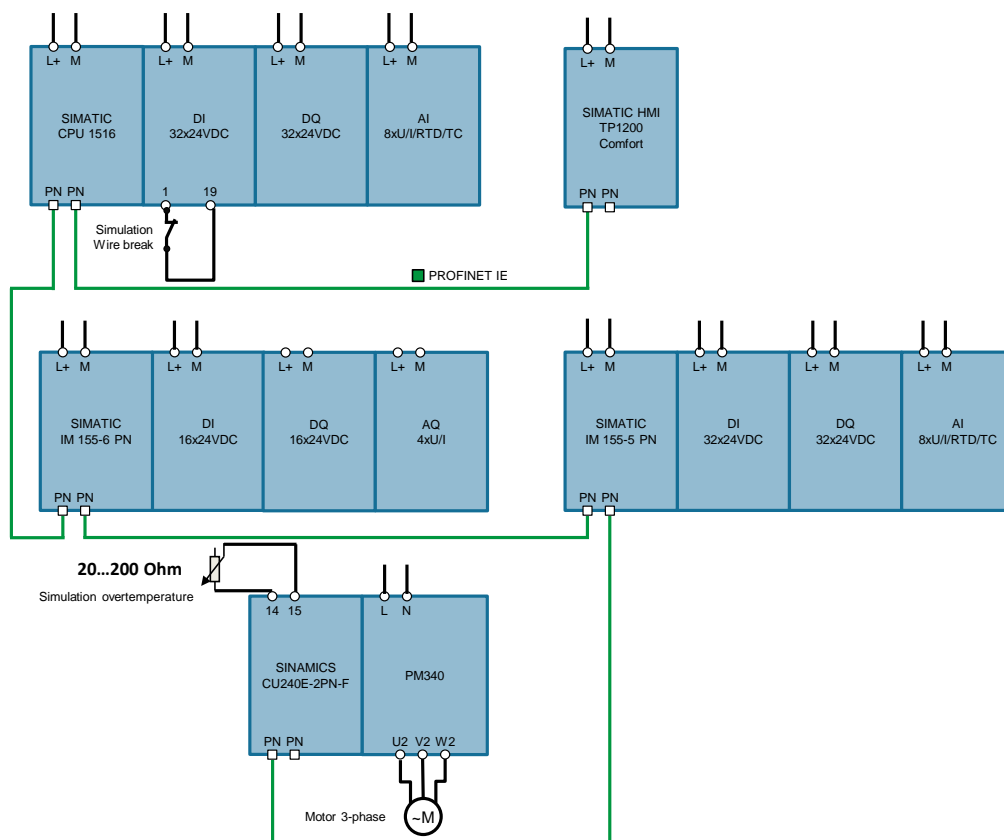 L+ M
L+ M
L+ M
L+ M
L+ M
SIMATIC
CPU 1516
DI
32x24VDC
DQ
32x24VDC
AI
8xU/I/RTD/TC
SIMATIC HMI
TP1200
Comfort
PN PN
1 19
PN PN
Simulation
Wire break
PROFINET IE
L+ M
L+ M
L+ M
L+ M
L+ M
L+ M
L+ M
L+ M
SIMATIC
IM 155-6 PN
DI
16x24VDC
DQ
16x24VDC
AQ
4xU/I
SIMATIC
IM 155-5 PN
DI
32x24VDC
DQ
32x24VDC
AI
8xU/I/RTD/TC
PN PN
PN PN
20...200 Ohm
Simulation overtemperature
14 15
L N
SINAMICS
CU240E-2PN-F
PM340
PN PN
U2 V2 W2
Motor 3-phase
~M